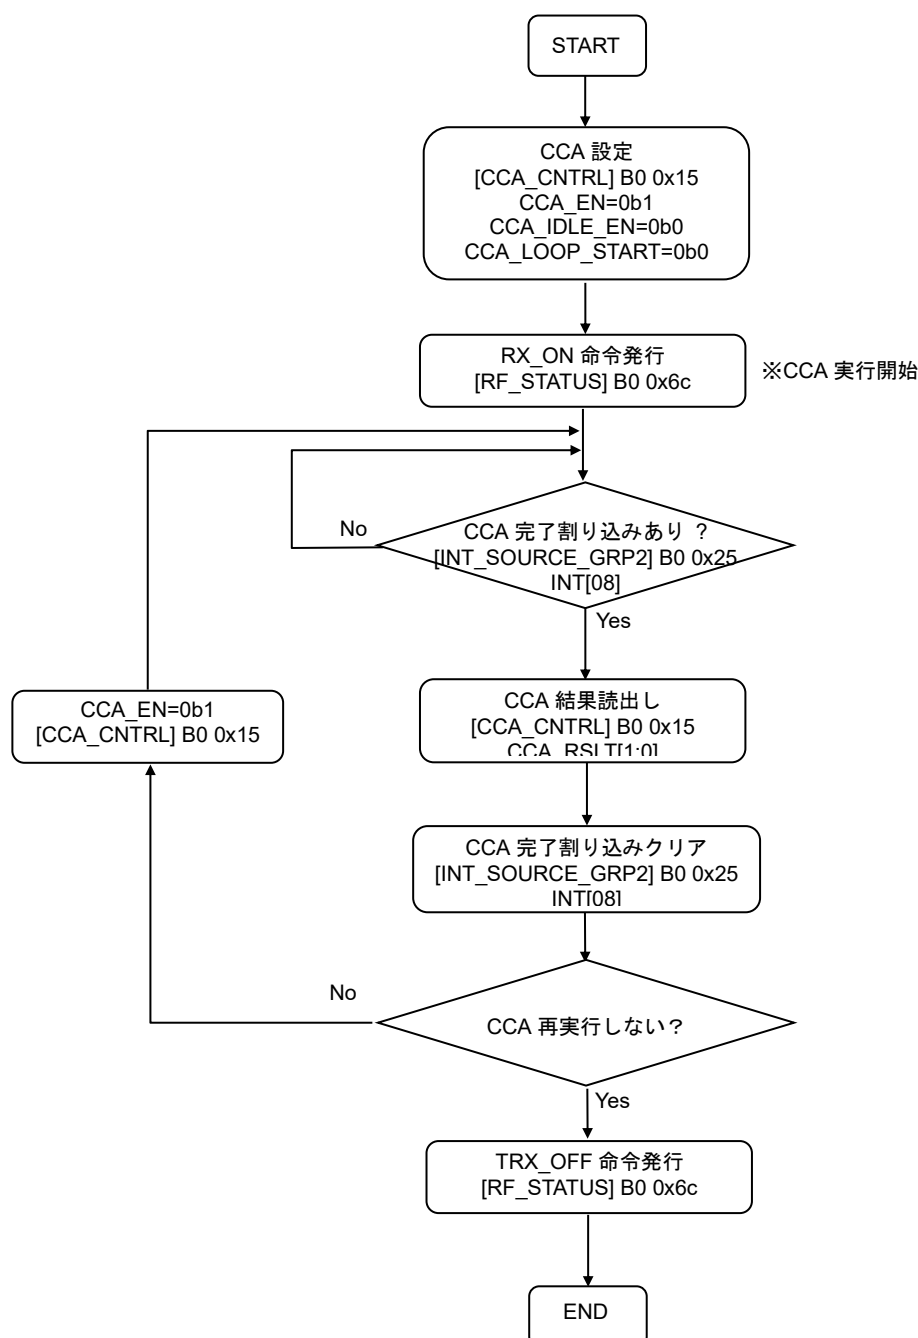 START
CCA 設定
[CCA_CNTRL] B0 0x15
CCA_EN=0b1
CCA_IDLE_EN=0b0
CCA_LOOP_START=0b0
RX_ON 命令発行
[RF_STATUS] B0 0x6c
※CCA 実行開始
No
CCA 完了割り込みあり ？
[INT_SOURCE_GRP2] B0 0x25
INT[08]
Yes
CCA_EN=0b1
[CCA_CNTRL] B0 0x15
CCA 結果読出し
[CCA_CNTRL] B0 0x15
CCA_RSLT[1:0]
CCA 完了割り込みクリア
[INT_SOURCE_GRP2] B0 0x25
INT[08]
No
CCA 再実行しない？
Yes
TRX_OFF 命令発行
[RF_STATUS] B0 0x6c
END